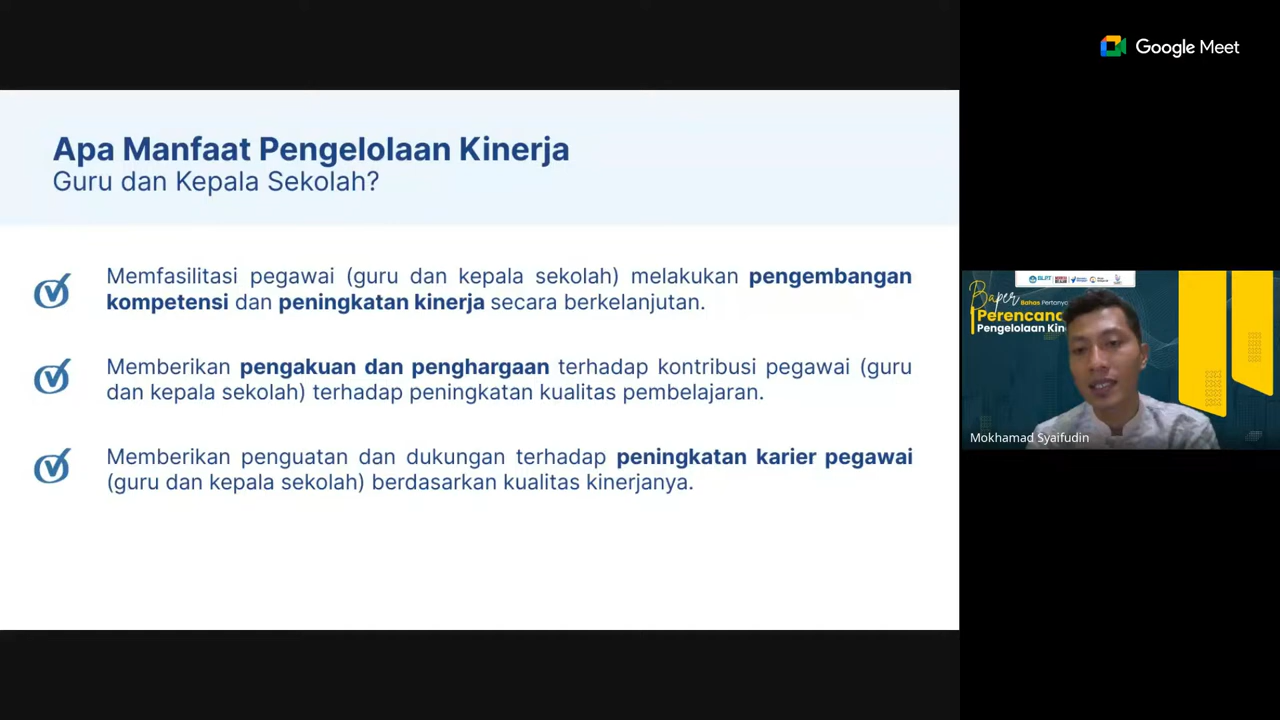 Google Meet
Apa Manfaat Pengelolaan Kinerja
Guru dan Kepala Sekolah?
Memfasilitasi pegawai (guru dan kepala sekolah) melakukan pengembangan
kompetensi dan peningkatan kinerja secara berkelanjutan.
Memberikan pengakuan dan penghargaan terhadap kontribusi pegawai (guru
dan kepala sekolah) terhadap peningkatan kualitas pembelajaran.
Memberikan penguatan dan dukungan terhadap peningkatan karier pegawai
(guru dan kepala sekolah) berdasarkan kualitas kinerjanya.
Baper
Bahas Pertanya
Perencana
Pengelolaan Kin
Mokhamad Syaifudin